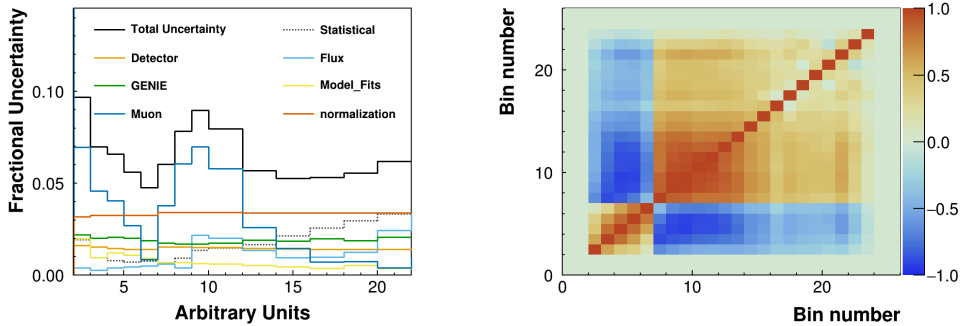 Fractional Uncertainty
0.10
0.05
0.00
Total Uncertainty
Statistical
Detector
Flux
GENIE
Model_Fits
Muon
normalization
5
10
15
20
Arbitrary Units
Bin number
20
10
0
0
10
20
Bin number
1.0
0.5
0.0
−0.5
−1.0